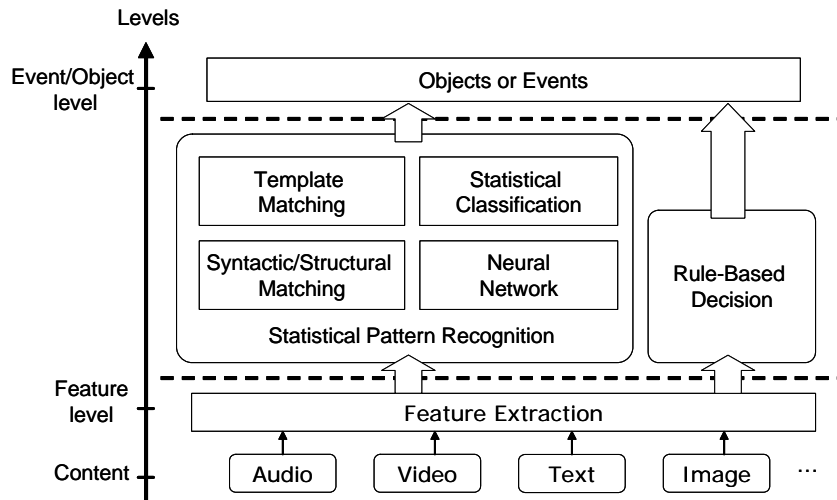 Levels
Event/Object
level
Objects or Events
Template
Matching
Statistical
Classification
Syntactic/Structural
Matching
Neural
Network
Statistical Pattern Recognition
Rule-Based
Decision
Feature
level
Feature Extraction
Content
Audio
Video
Text
Image
...